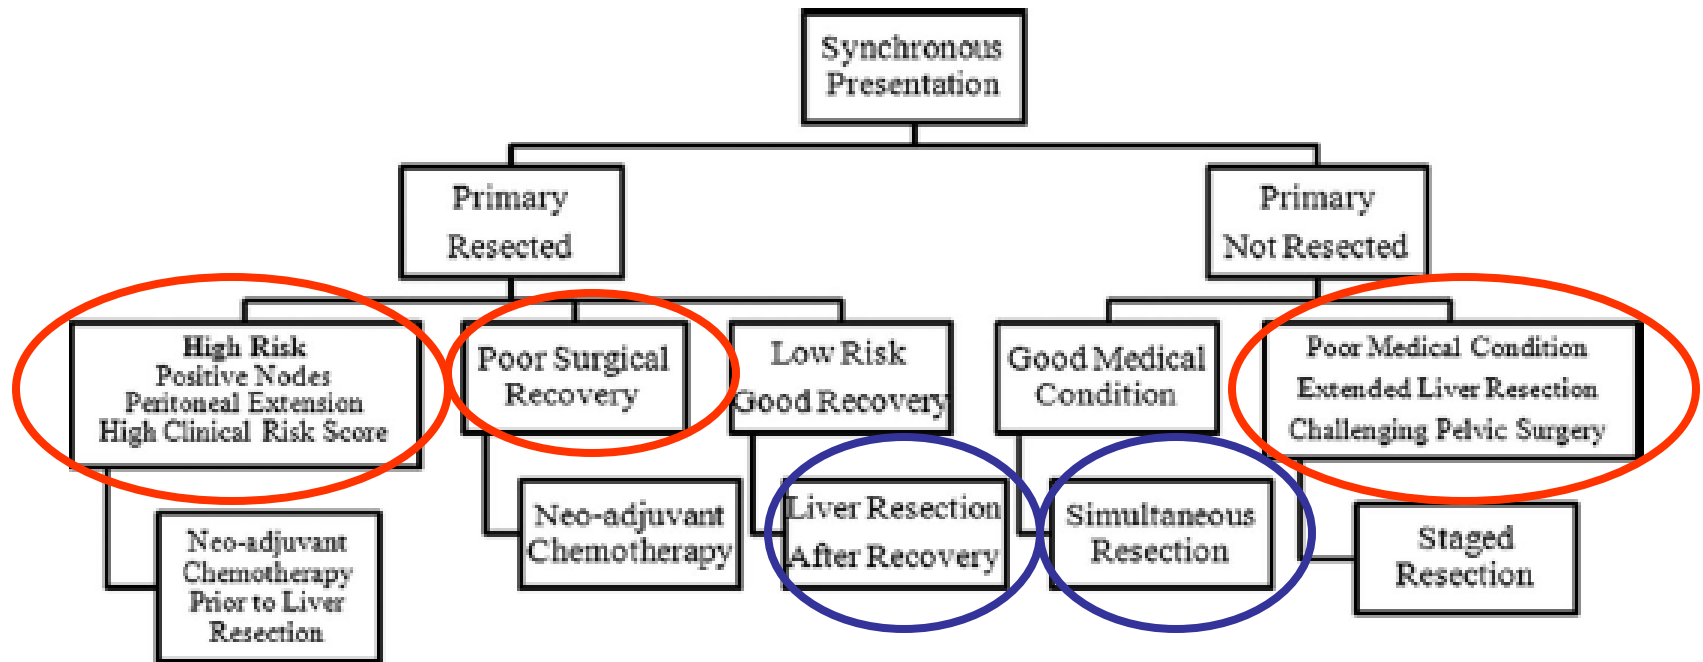 Synchronous
Presentation
Primary
Resected
Primary
Not Resected
High Risk
Positive Nodes
Peritoneal Extension
High Clinical Risk Score
Poor Surgical
Recovery
Low Risk
Good Recovery
Good Medical
Condition
Poor Medical Condition
Extended Liver Resection
Challenging Pelvic Surgery
Neo-adjuvant
Chemotherapy
Prior to Liver
Resection
Neo-adjuvant
Chemotherapy
Liver Resection
After Recovery
Simultaneous
Resection
Staged
Resection